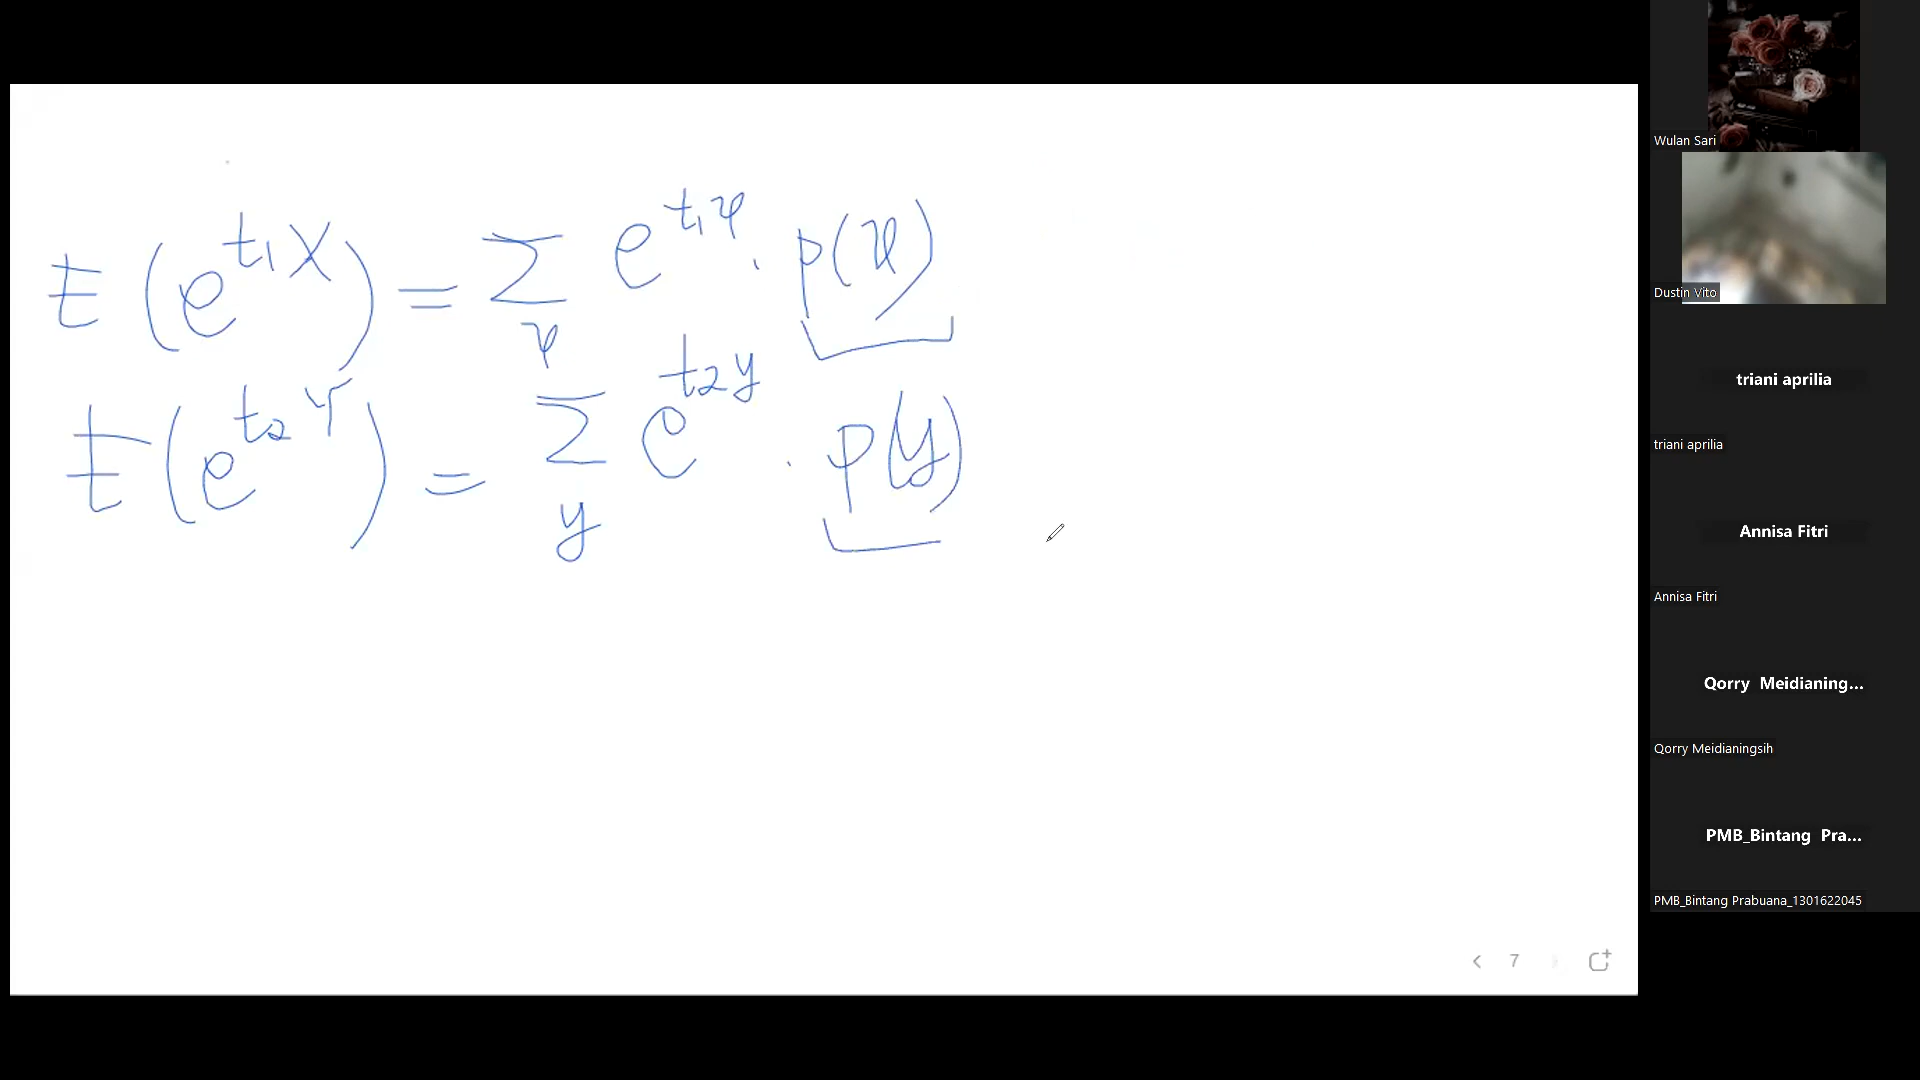 E(e^{t₁X}) = Σ_x e^{t₁x} · p(x)
E(e^{t₂Y}) = Σ_y e^{t₂y} · p(y)
7
Wulan Sari
Dustin Vito
triani aprilia
triani aprilia
Annisa Fitri
Annisa Fitri
Qorry Meidianing...
Qorry Meidianingsih
PMB_Bintang Pra...
PMB_Bintang Prabuana_1301622045